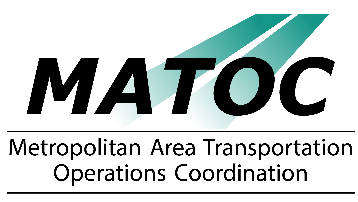 MATOC
Metropolitan Area Transportation
Operations Coordination